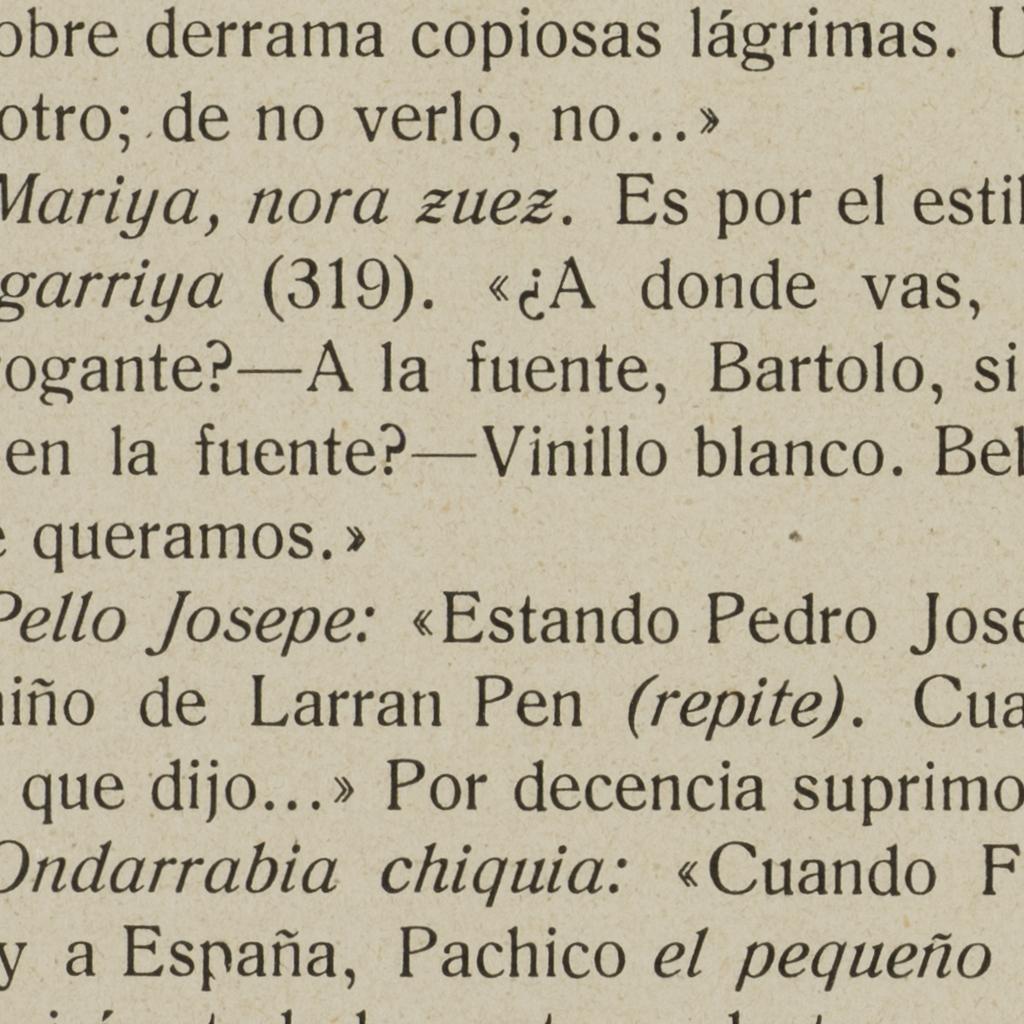 obre derrama copiosas lágrimas. U
otro; de no verlo, no...»
Mariya, nora zuez. Es por el estil
garriya (319). «¿A donde vas,
rogante?—A la fuente, Bartolo, si
en la fuente?—Vinillo blanco. Bel
e queramos.»
Pello Josepe: «Estando Pedro José
niño de Larran Pen (repite). Cua
que dijo...» Por decencia suprimo
Ondarrabia chiquia: «Cuando F
y a España, Pachico el pequeño